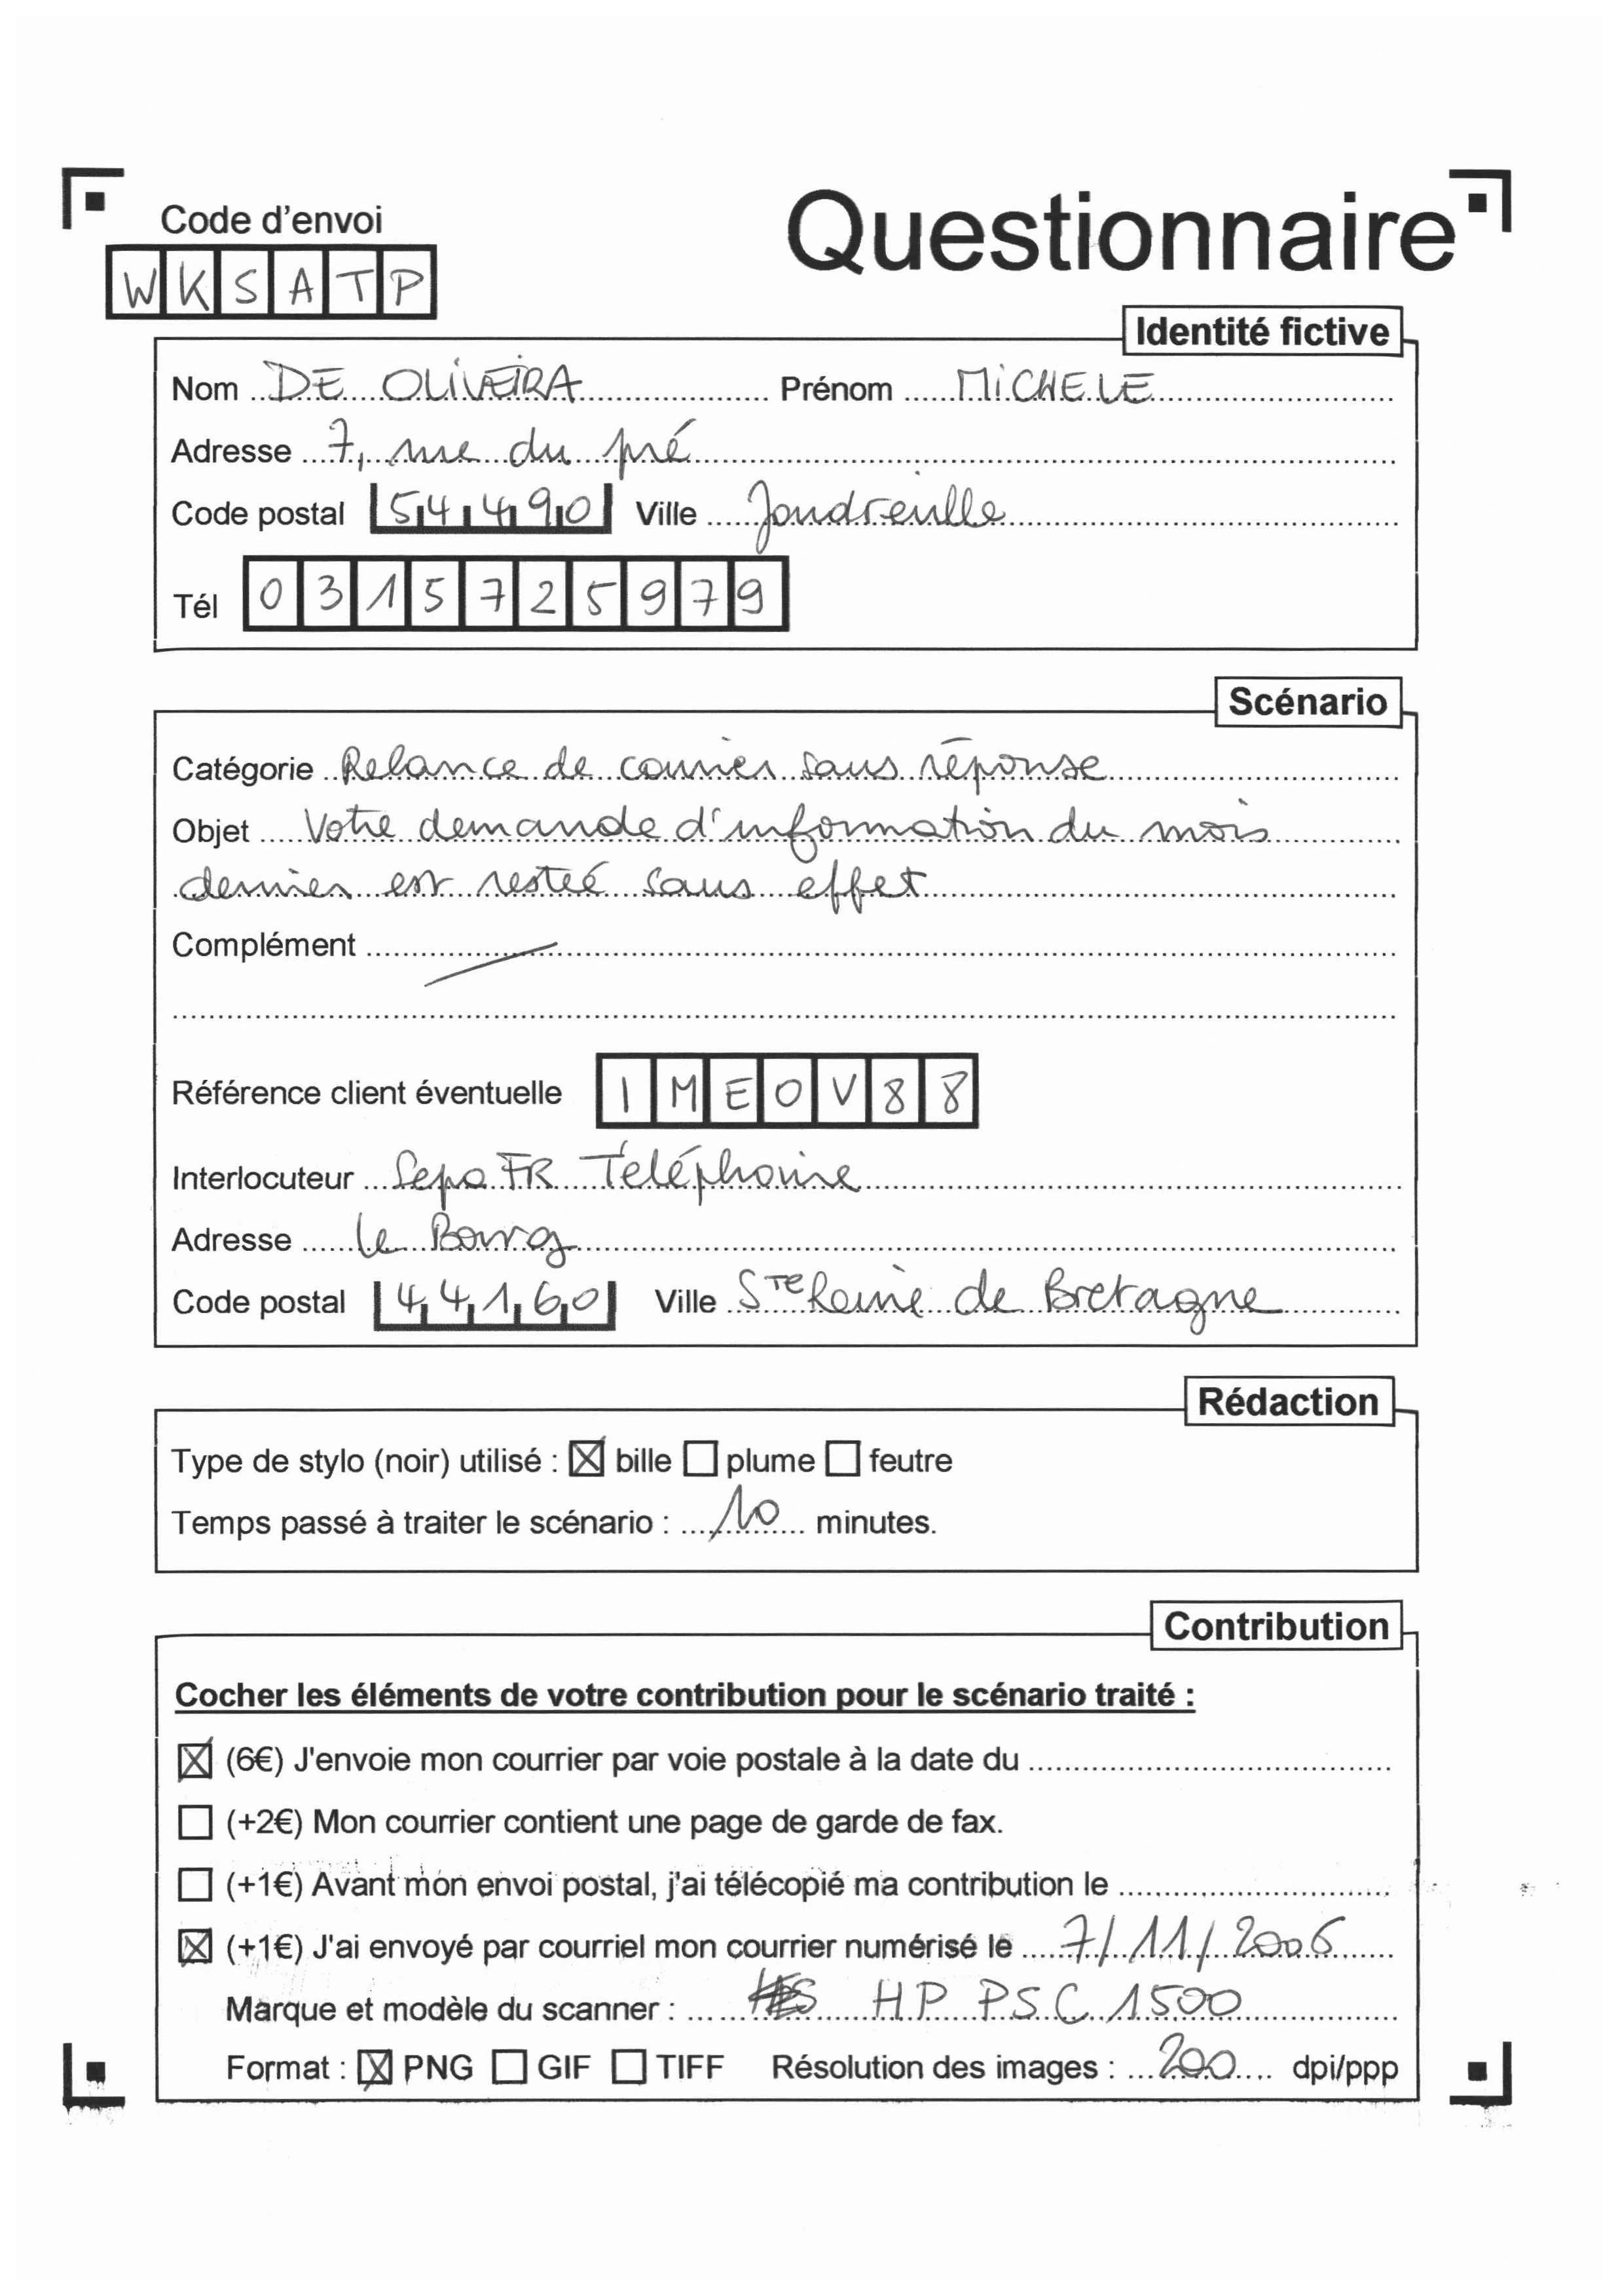 Code d'envoi
Questionnaire
WKSATP
Identité fictive
Nom DE OLIVEIRA Prénom MICHELE
Adresse 7, rue du pré
Code postal 54490 Ville Joudreville
Tél 0315725979
Scénario
Catégorie Relance de courrier sans réponse
Objet Votre demande d'information du mois
dernier est restée sans effet
Complément
Référence client éventuelle IMEOV88
Interlocuteur Sepa FR Téléphonie
Adresse Le Bourg
Code postal 44160 Ville Ste Reine de Bretagne
Rédaction
Type de stylo (noir) utilisé : ☒ bille ☐ plume ☐ feutre
Temps passé à traiter le scénario : 10 minutes.
Contribution
Cocher les éléments de votre contribution pour le scénario traité :
☒ (6€) J'envoie mon courrier par voie postale à la date du
☐ (+2€) Mon courrier contient une page de garde de fax.
☐ (+1€) Avant mon envoi postal, j'ai télécopié ma contribution le
☒ (+1€) J'ai envoyé par courriel mon courrier numérisé le 7/11/2006
Marque et modèle du scanner : HP PSC 1500
Format : ☒ PNG ☐ GIF ☐ TIFF Résolution des images : 200 dpi/ppp